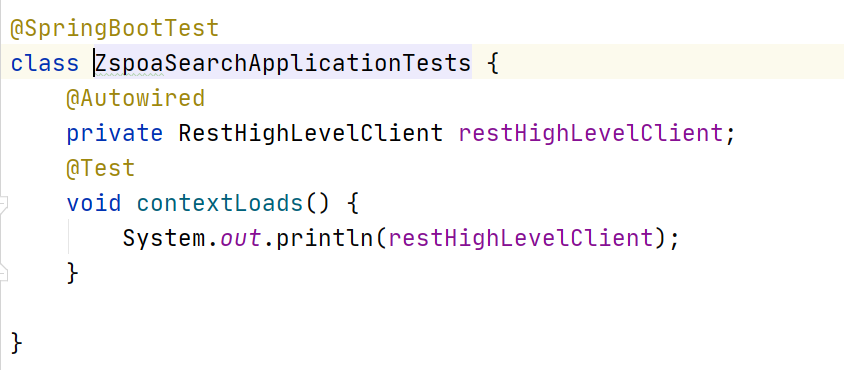 @SpringBootTest
class ZspoaSearchApplicationTests {
    @Autowired
    private RestHighLevelClient restHighLevelClient;
    @Test
    void contextLoads() {
        System.out.println(restHighLevelClient);
    }
}